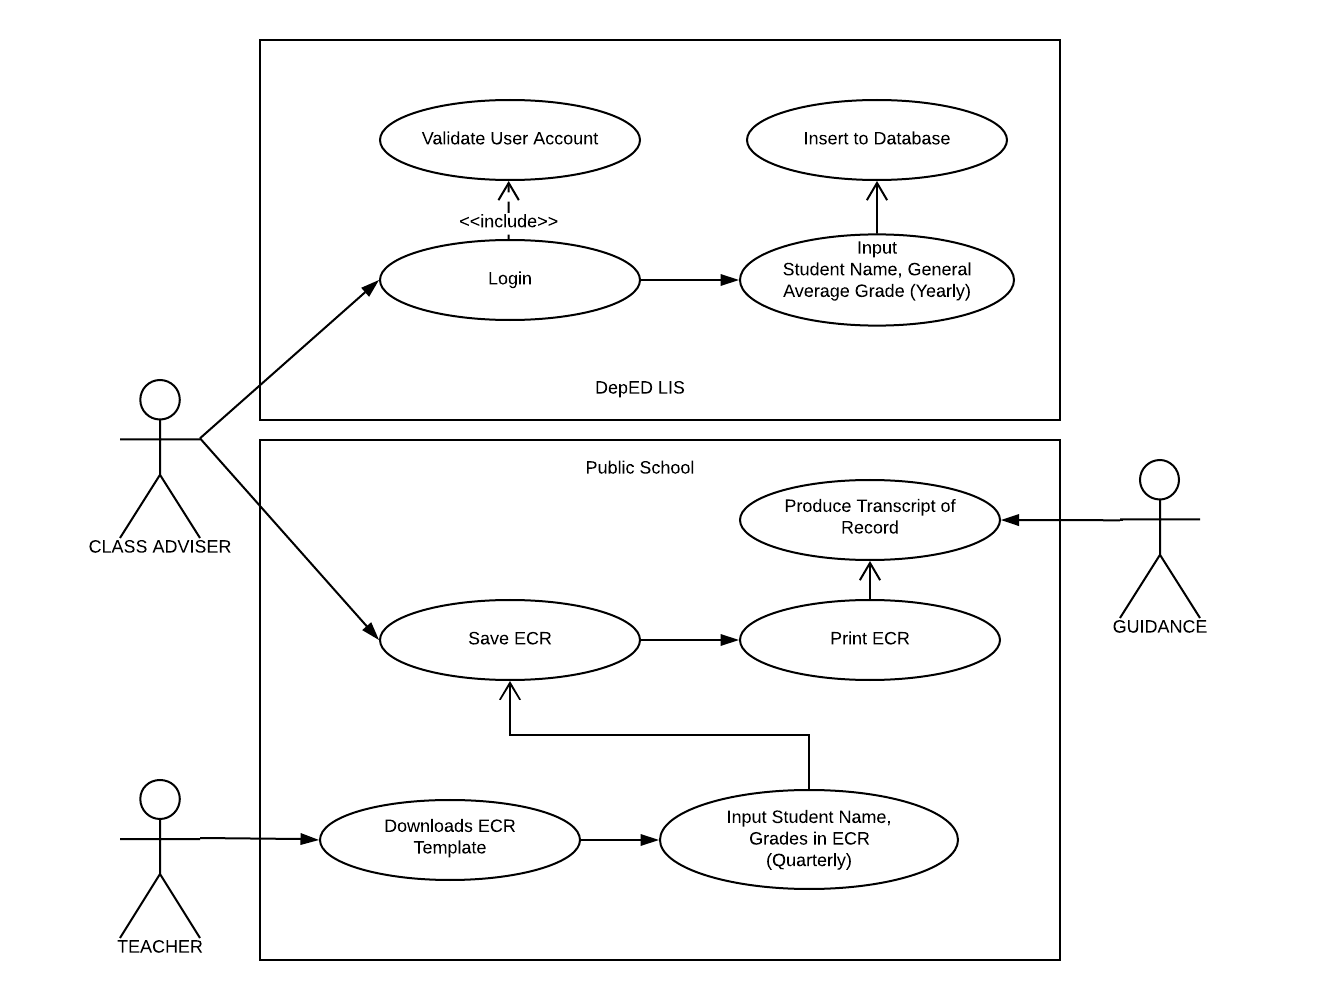 Validate User Account
Insert to Database
<<include>>
Login
Input
Student Name, General
Average Grade (Yearly)
DepED LIS
CLASS ADVISER
Public School
Produce Transcript of
Record
GUIDANCE
Save ECR
Print ECR
Downloads ECR
Template
Input Student Name,
Grades in ECR
(Quarterly)
TEACHER